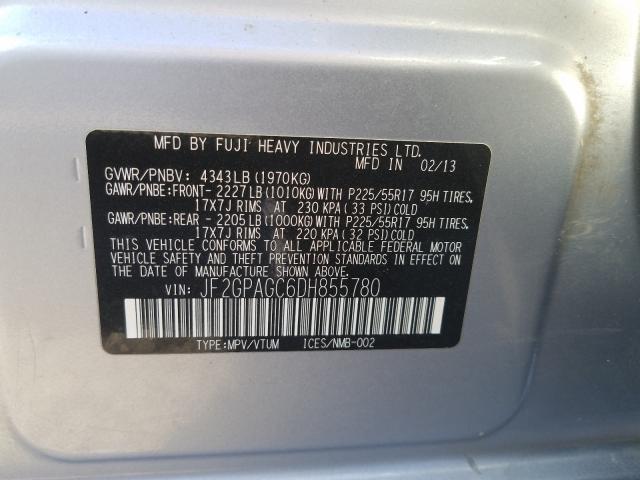 MFD BY FUJI HEAVY INDUSTRIES LTD.
MFD IN 02/13
GVWR/PNBV: 4343LB(1970KG)
GAWR/PNBE:FRONT-2227LB(1010KG)WITH P225/55R17 95H TIRES,
17X7J RIMS AT 230 KPA(33 PSI)COLD
GAWR/PNBE:REAR -2205LB(1000KG)WITH P225/55R17 95H TIRES,
17X7J RIMS AT 220 KPA(32 PSI)COLD
THIS VEHICLE CONFORMS TO ALL APPLICABLE FEDERAL MOTOR
VEHICLE SAFETY AND THEFT PREVENTION STANDARDS IN EFFECT
ON THE DATE OF MANUFACTURE SHOWN ABOVE.
VIN: JF2GPAGC6DH855780
TYPE:MPV/VTUM ICES/NMB-002